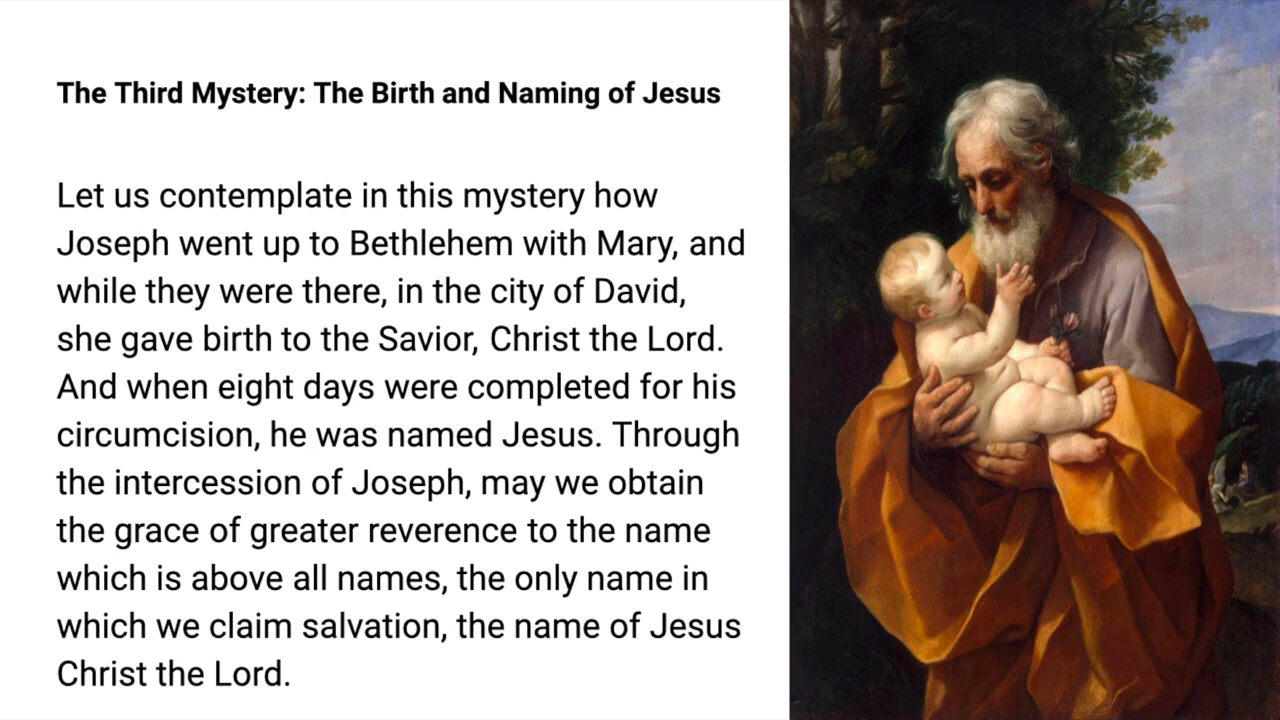 The Third Mystery: The Birth and Naming of Jesus
Let us contemplate in this mystery how
Joseph went up to Bethlehem with Mary, and
while they were there, in the city of David,
she gave birth to the Savior, Christ the Lord.
And when eight days were completed for his
circumcision, he was named Jesus. Through
the intercession of Joseph, may we obtain
the grace of greater reverence to the name
which is above all names, the only name in
which we claim salvation, the name of Jesus
Christ the Lord.